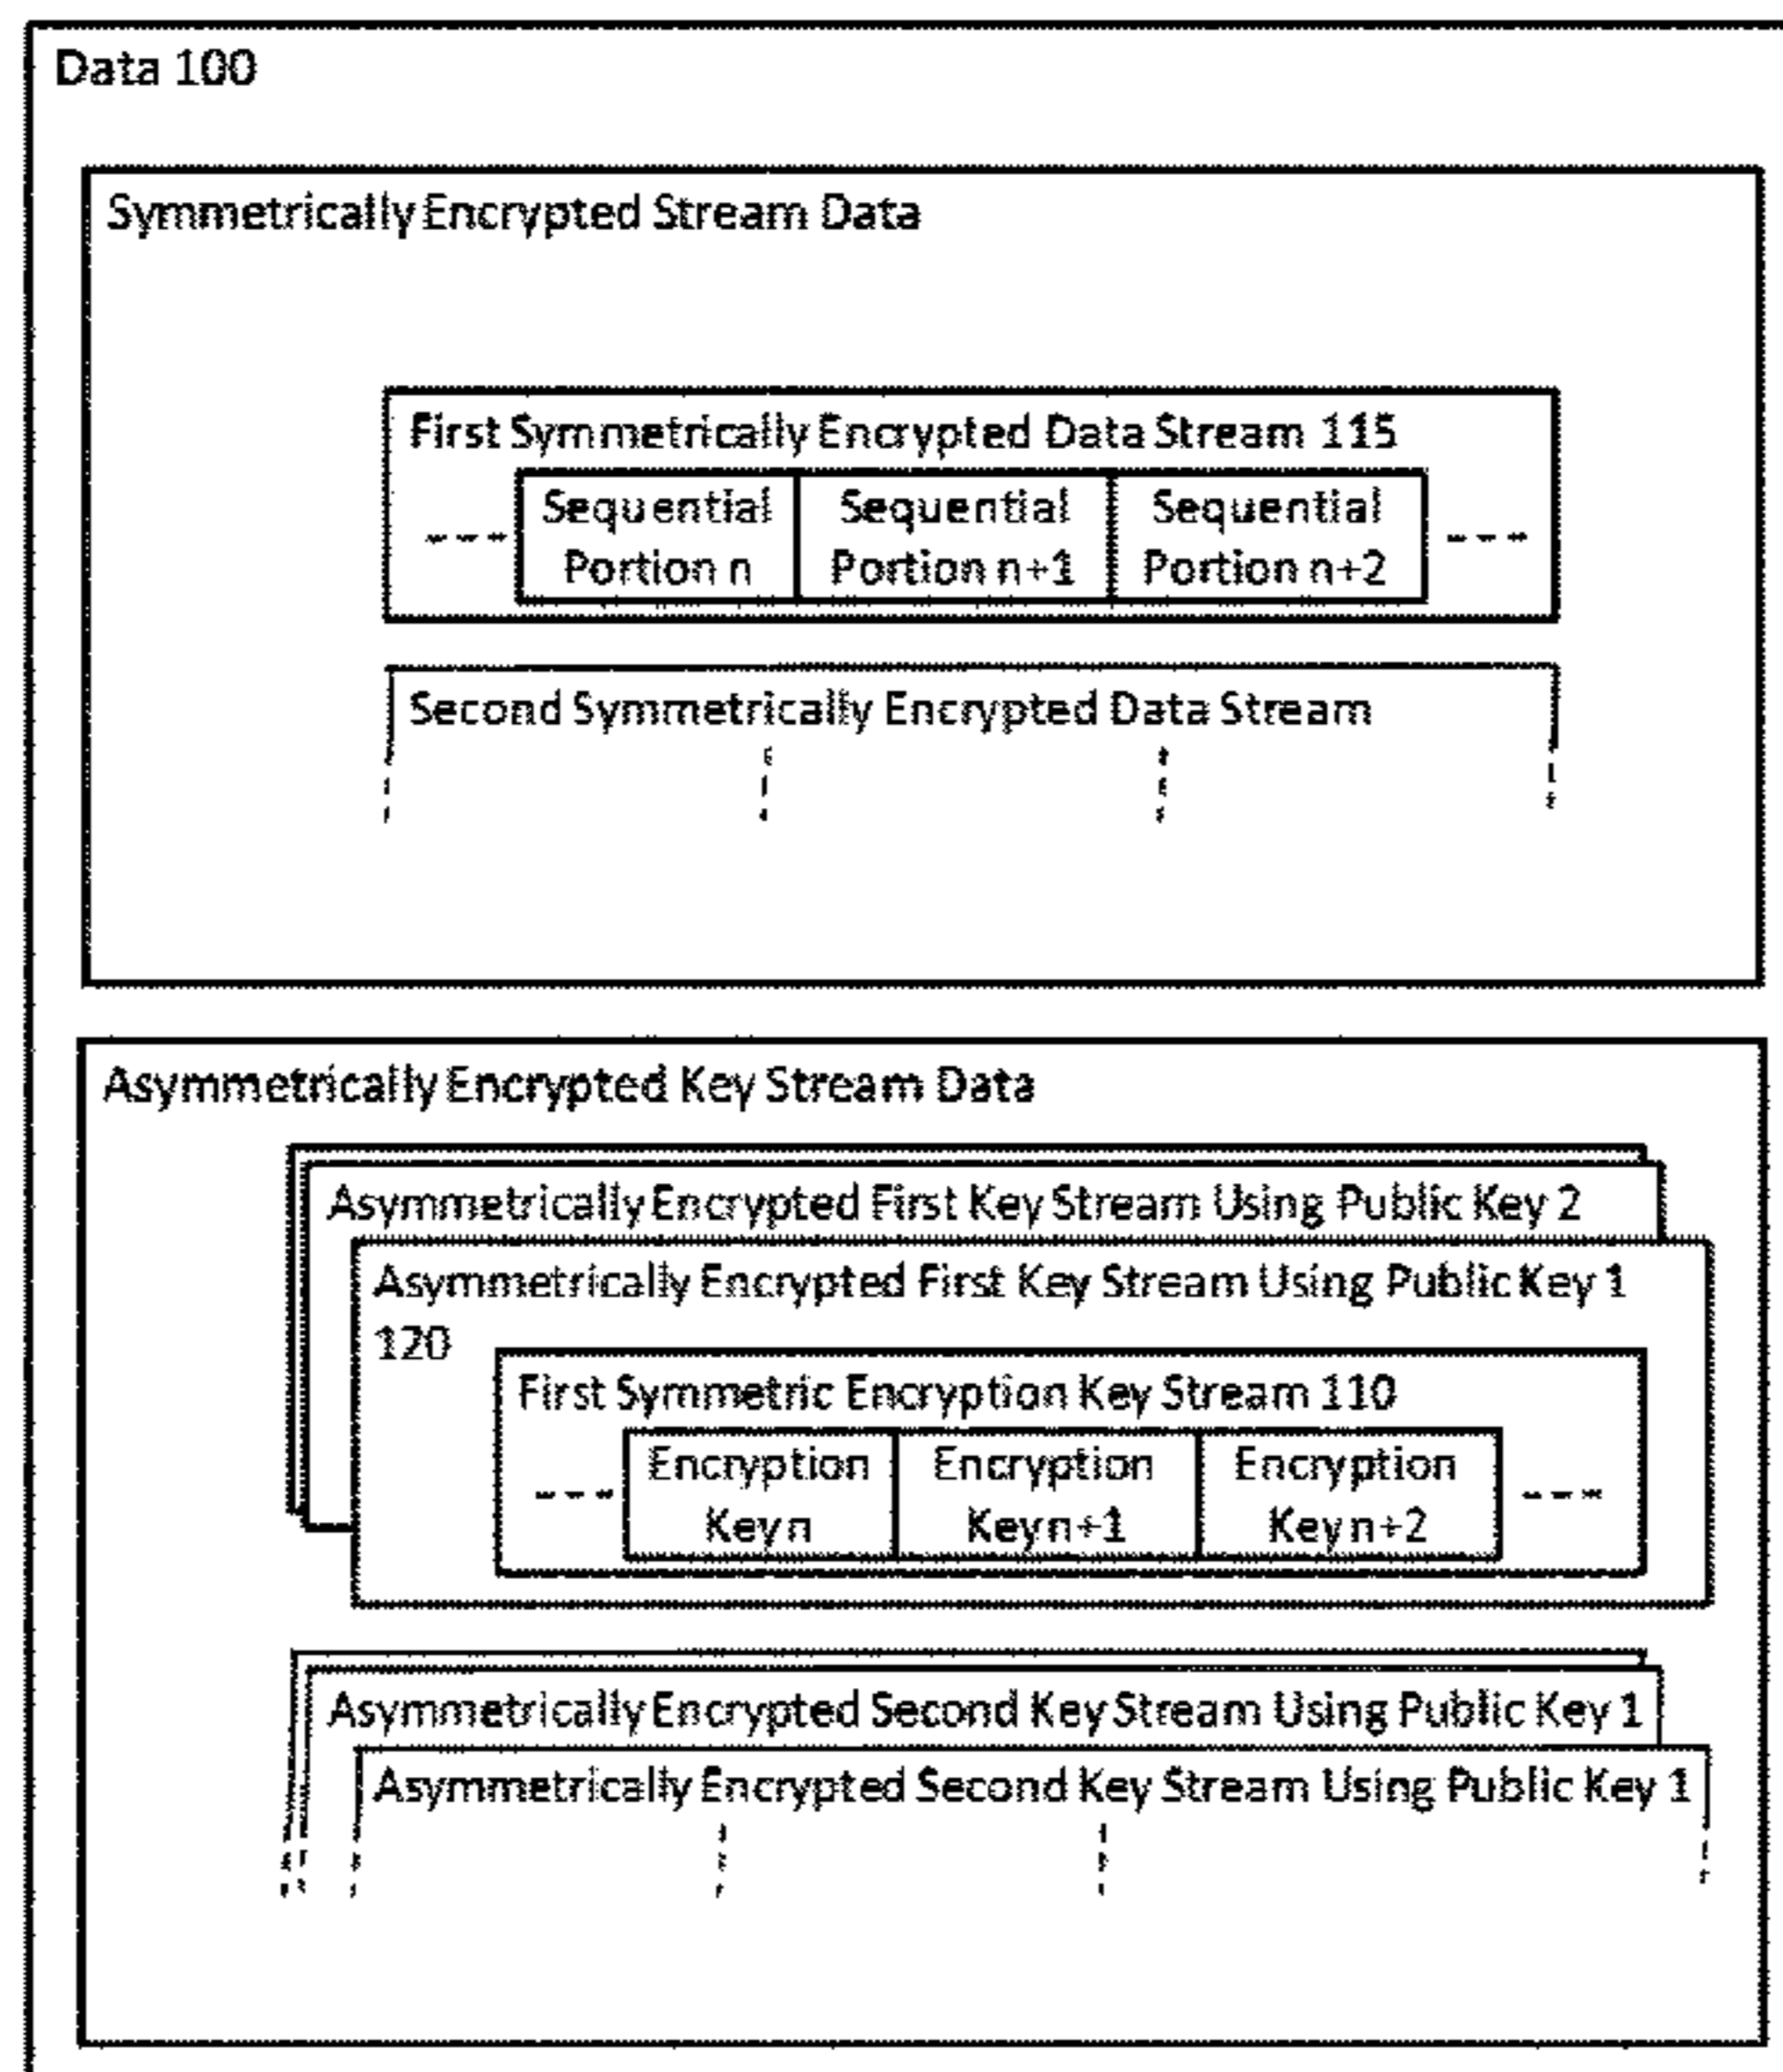 Data 100
Symmetrically Encrypted Stream Data
First Symmetrically Encrypted Data Stream 115
--- Sequential Portion n Sequential Portion n+1 Sequential Portion n+2 ---
Second Symmetrically Encrypted Data Stream
Asymmetrically Encrypted Key Stream Data
Asymmetrically Encrypted First Key Stream Using Public Key 2
Asymmetrically Encrypted First Key Stream Using Public Key 1
120
First Symmetric Encryption Key Stream 110
--- Encryption Key n Encryption Key n+1 Encryption Key n+2 ---
Asymmetrically Encrypted Second Key Stream Using Public Key 1
Asymmetrically Encrypted Second Key Stream Using Public Key 1